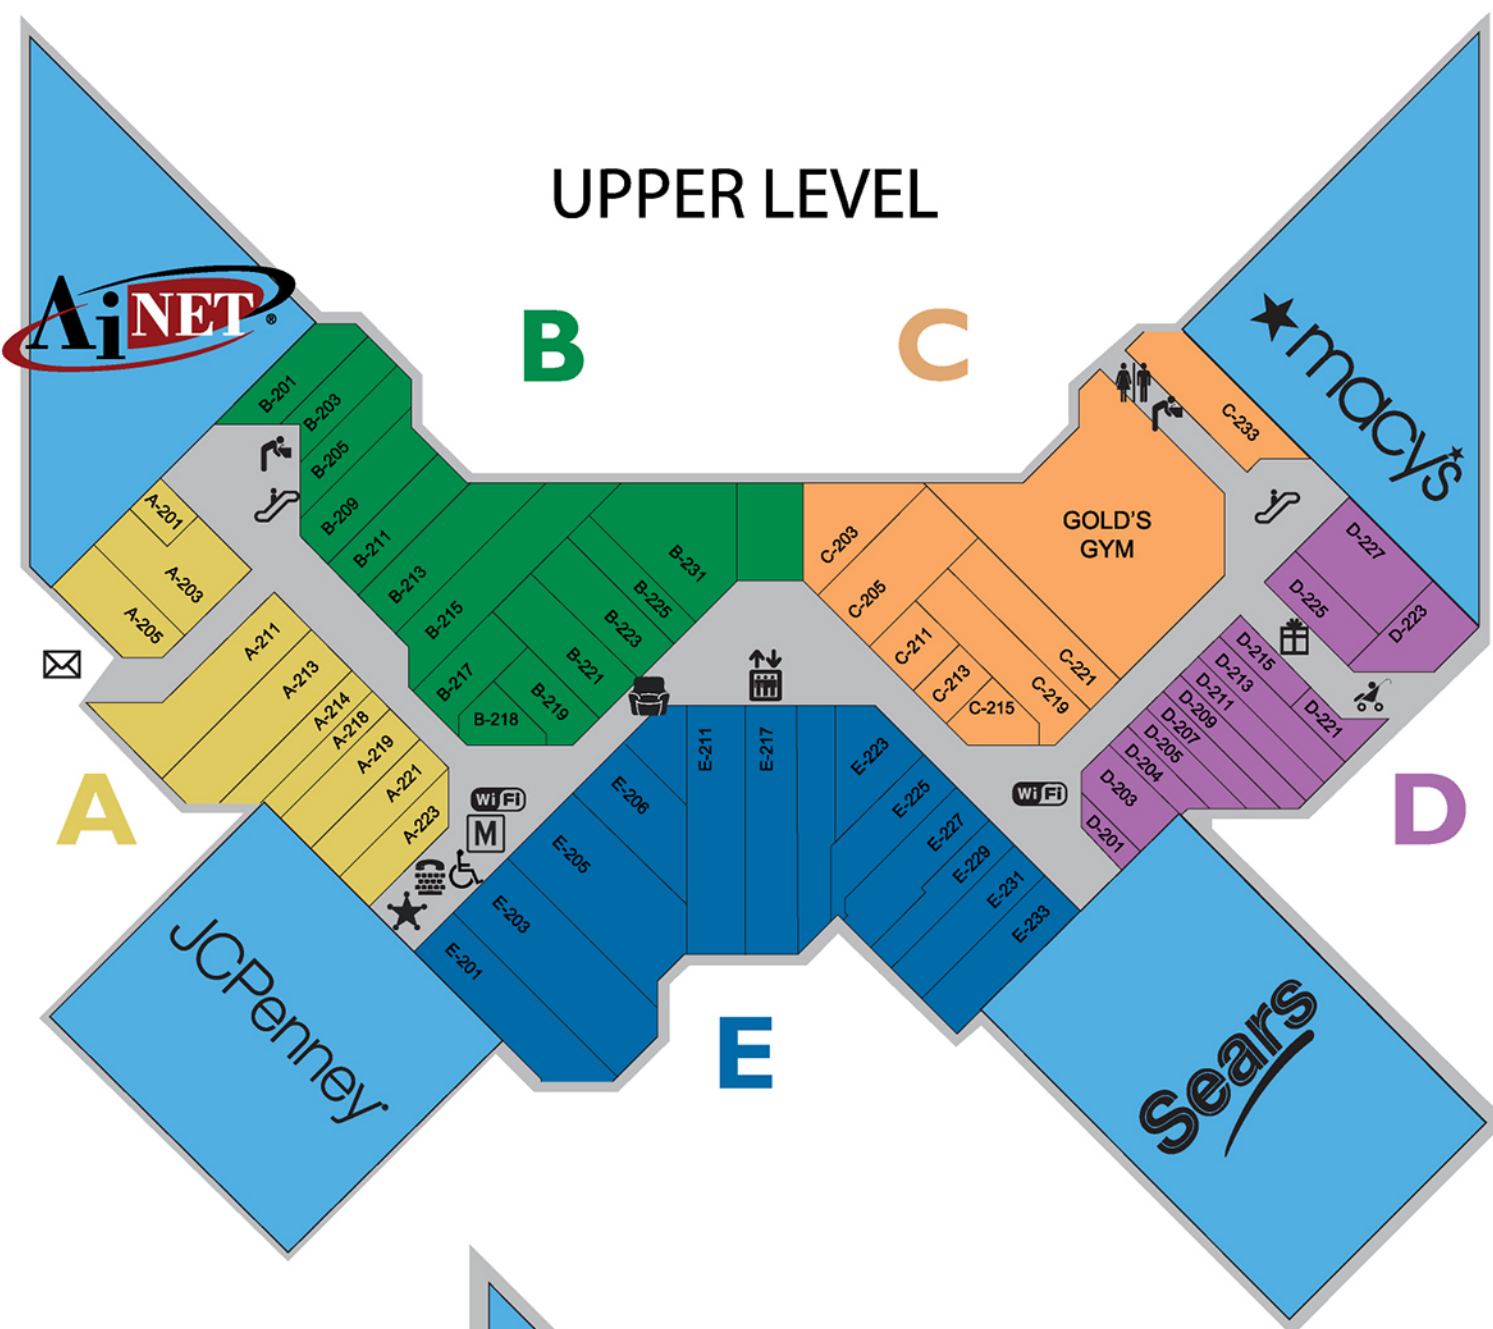 UPPER LEVEL
AiNET®
B
C
macy's
B-201
B-203
B-205
B-209
B-211
B-213
B-215
B-217
B-218
B-219
B-221
B-223
B-225
B-231
C-203
C-205
C-211
C-213
C-215
C-219
C-221
GOLD'S
GYM
C-233
A-201
A-203
A-205
A-211
A-213
A-214
A-218
A-219
A-221
A-223
D-227
D-225
D-223
D-215
D-213
D-211
D-209
D-207
D-205
D-204
D-203
D-201
D-221
E-211
E-217
E-223
E-206
E-225
E-205
E-227
E-229
E-203
E-231
E-201
E-233
WiFi
M
WiFi
A
D
E
JCPenney
Sears